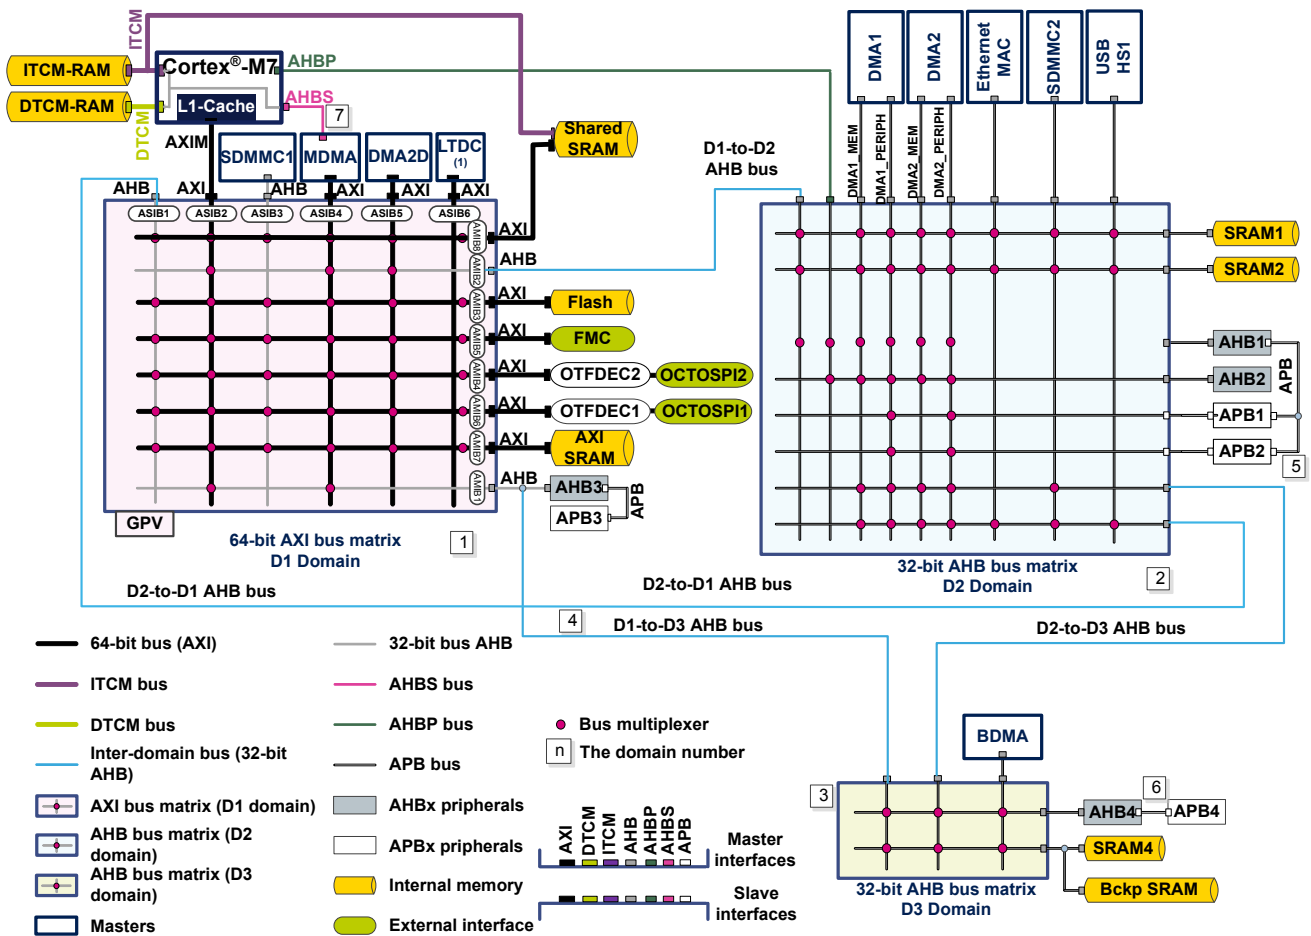 ITCM
ITCM-RAM
DTCM-RAM
DTCM
Cortex®-M7
L1-Cache
AHBP
AHBS
7
AXIM
SDMMC1
MDMA
DMA2D
LTDC
(1)
Shared
SRAM
AHB
AXI
AHB
AXI
AXI
AXI
ASIB1
ASIB2
ASIB3
ASIB4
ASIB5
ASIB6
AMIB8
AXI
AMIB2
AHB
AMIB3
AXI
Flash
AMIB5
AXI
FMC
AMIB4
AXI
OTFDEC2
OCTOSPI2
AMIB6
AXI
OTFDEC1
OCTOSPI1
AMIB7
AXI
AXI
SRAM
AMIB1
AHB
AHB3
APB3
APB
GPV
64-bit AXI bus matrix
D1 Domain
1
D1-to-D2
AHB bus
DMA1
DMA2
Ethernet
MAC
SDMMC2
USB
HS1
DMA1_MEM
DMA1_PERIPH
DMA2_MEM
DMA2_PERIPH
SRAM1
SRAM2
AHB1
AHB2
APB1
APB2
APB
5
32-bit AHB bus matrix
D2 Domain
2
D2-to-D1 AHB bus
D2-to-D1 AHB bus
4
D1-to-D3 AHB bus
D2-to-D3 AHB bus
BDMA
3
AHB4
6
APB4
SRAM4
Bckp SRAM
32-bit AHB bus matrix
D3 Domain
64-bit bus (AXI)
ITCM bus
DTCM bus
Inter-domain bus (32-bit
AHB)
AXI bus matrix (D1 domain)
AHB bus matrix (D2
domain)
AHB bus matrix (D3
domain)
Masters
32-bit bus AHB
AHBS bus
AHBP bus
APB bus
AHBx pripherals
APBx pripherals
Internal memory
External interface
Bus multiplexer
n
The domain number
AXI
DTCM
ITCM
AHB
AHBP
AHBS
APB
Master
interfaces
Slave
interfaces